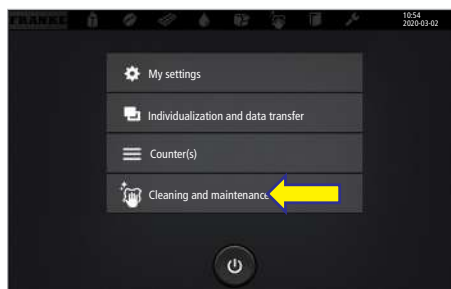 FRANKE
10:54
2020-03-02
My settings
Individualization and data transfer
Counter(s)
Cleaning and maintenance